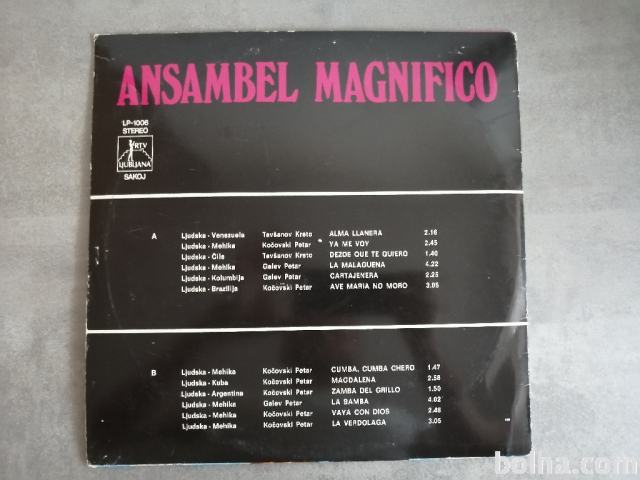 ANSAMBEL MAGNIFICO
LP-1006
STEREO
RTV
LJUBLJANA
SAKOJ
A Ljudska - Venezuela Tavšanov Krsto ALMA LLANERA 2.16
Ljudska - Mehika Kočovski Petar YA ME VOY 2.45
Ljudska - Čile Tavšanov Krsto DEZDE QUE TE QUIERO 1.40
Ljudska - Mehika Galev Petar LA MALAGUENA 4.22
Ljudska - Kolumbija Galev Petar CARTAJENERA 2.25
Ljudska - Brazilija Kočovski Petar AVE MARIA NO MORO 3.05
B Ljudska - Mehika Kočovski Petar CUMBA, CUMBA CHERO 1.47
Ljudska - Kuba Kočovski Petar MAGDALENA 2.58
Ljudska - Argentina Kočovski Petar ZAMBA DEL GRILLO 1.50
Ljudska - Mehika Galev Petar LA BAMBA 4.02
Ljudska - Mehika Kočovski Petar VAYA CON DIOS 2.48
Ljudska - Mehika Kočovski Petar LA VERDOLAGA 3.05
bolha.com